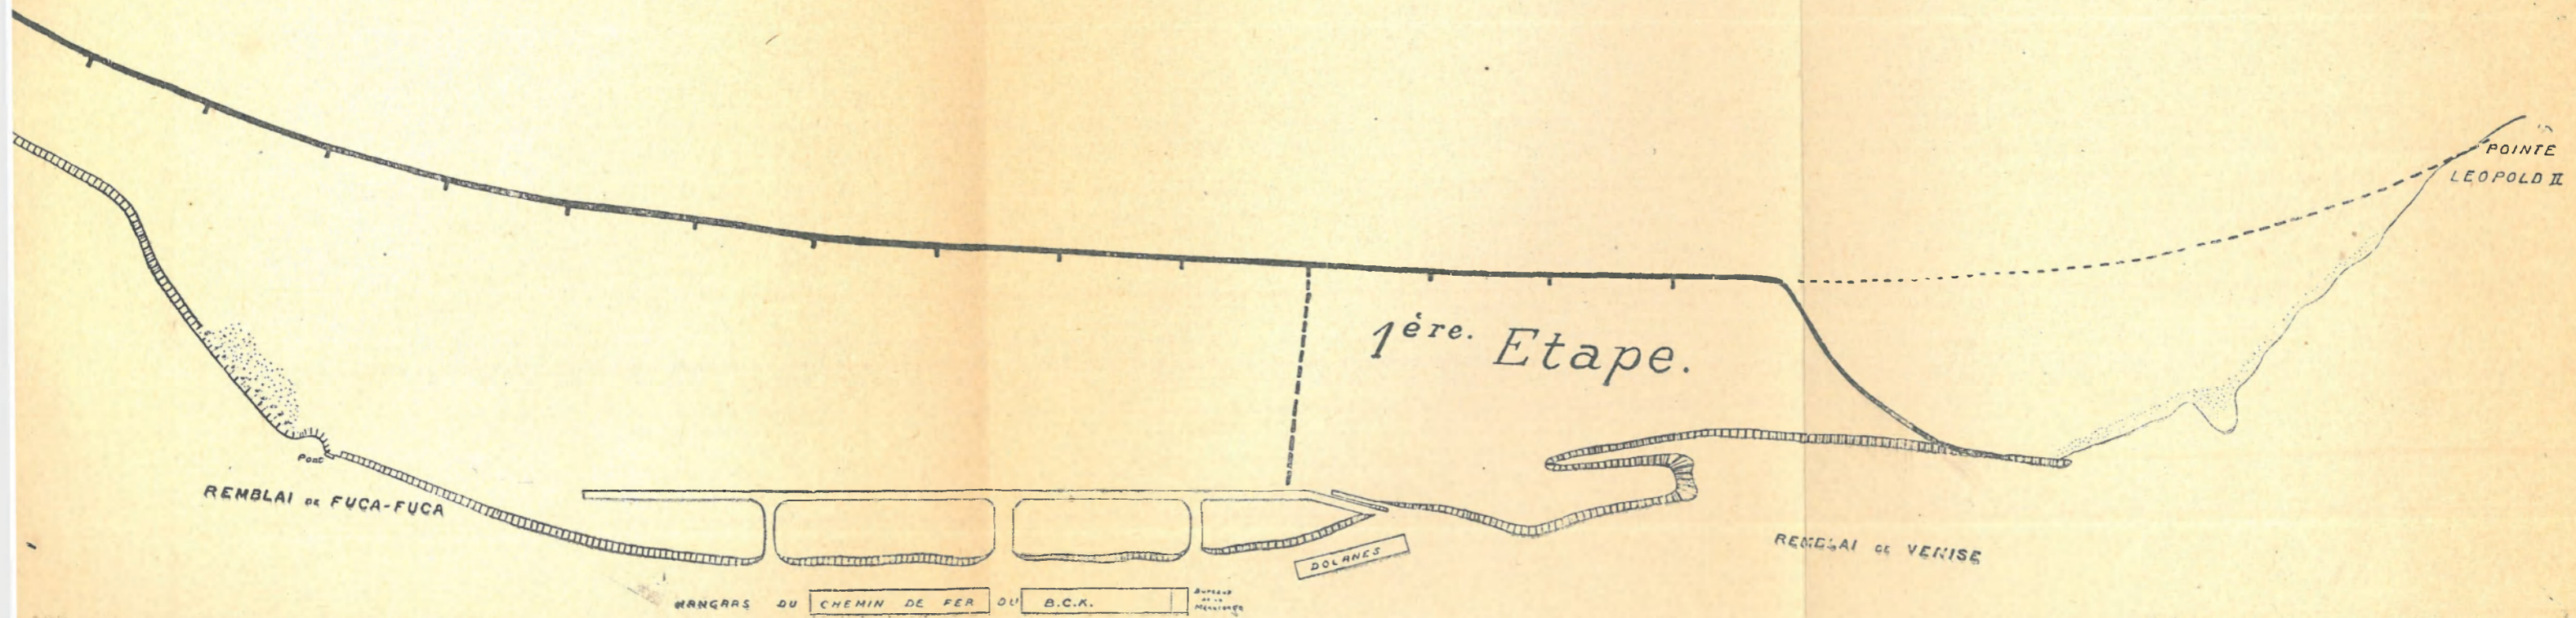 POINTE
LEOPOLD II
1ère. Etape.
Pont
REMBLAI DE FUCA-FUCA
REMBLAI DE VENISE
DOUANES
HANGARS DU CHEMIN DE FER DU B.C.K.